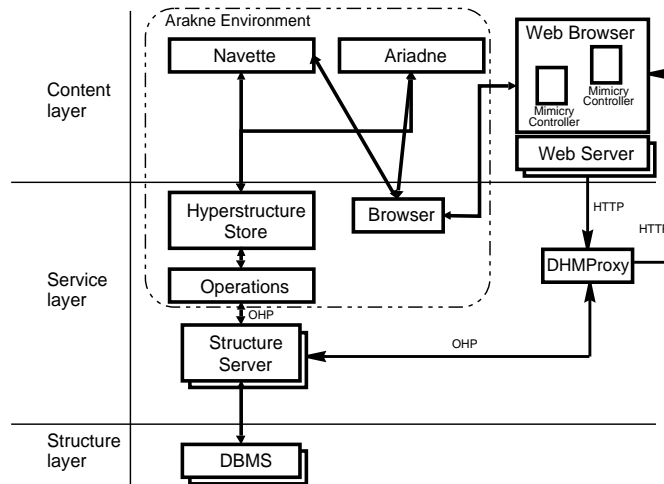 Arakne Environment
Navette
Ariadne
Web Browser
Mimicry
Controller
Mimicry
Controller
Content
layer
Web Server
Hyperstructure
Store
Browser
HTTP
HTTP
Service
layer
Operations
DHMProxy
OHP
Structure
Server
OHP
Structure
layer
DBMS